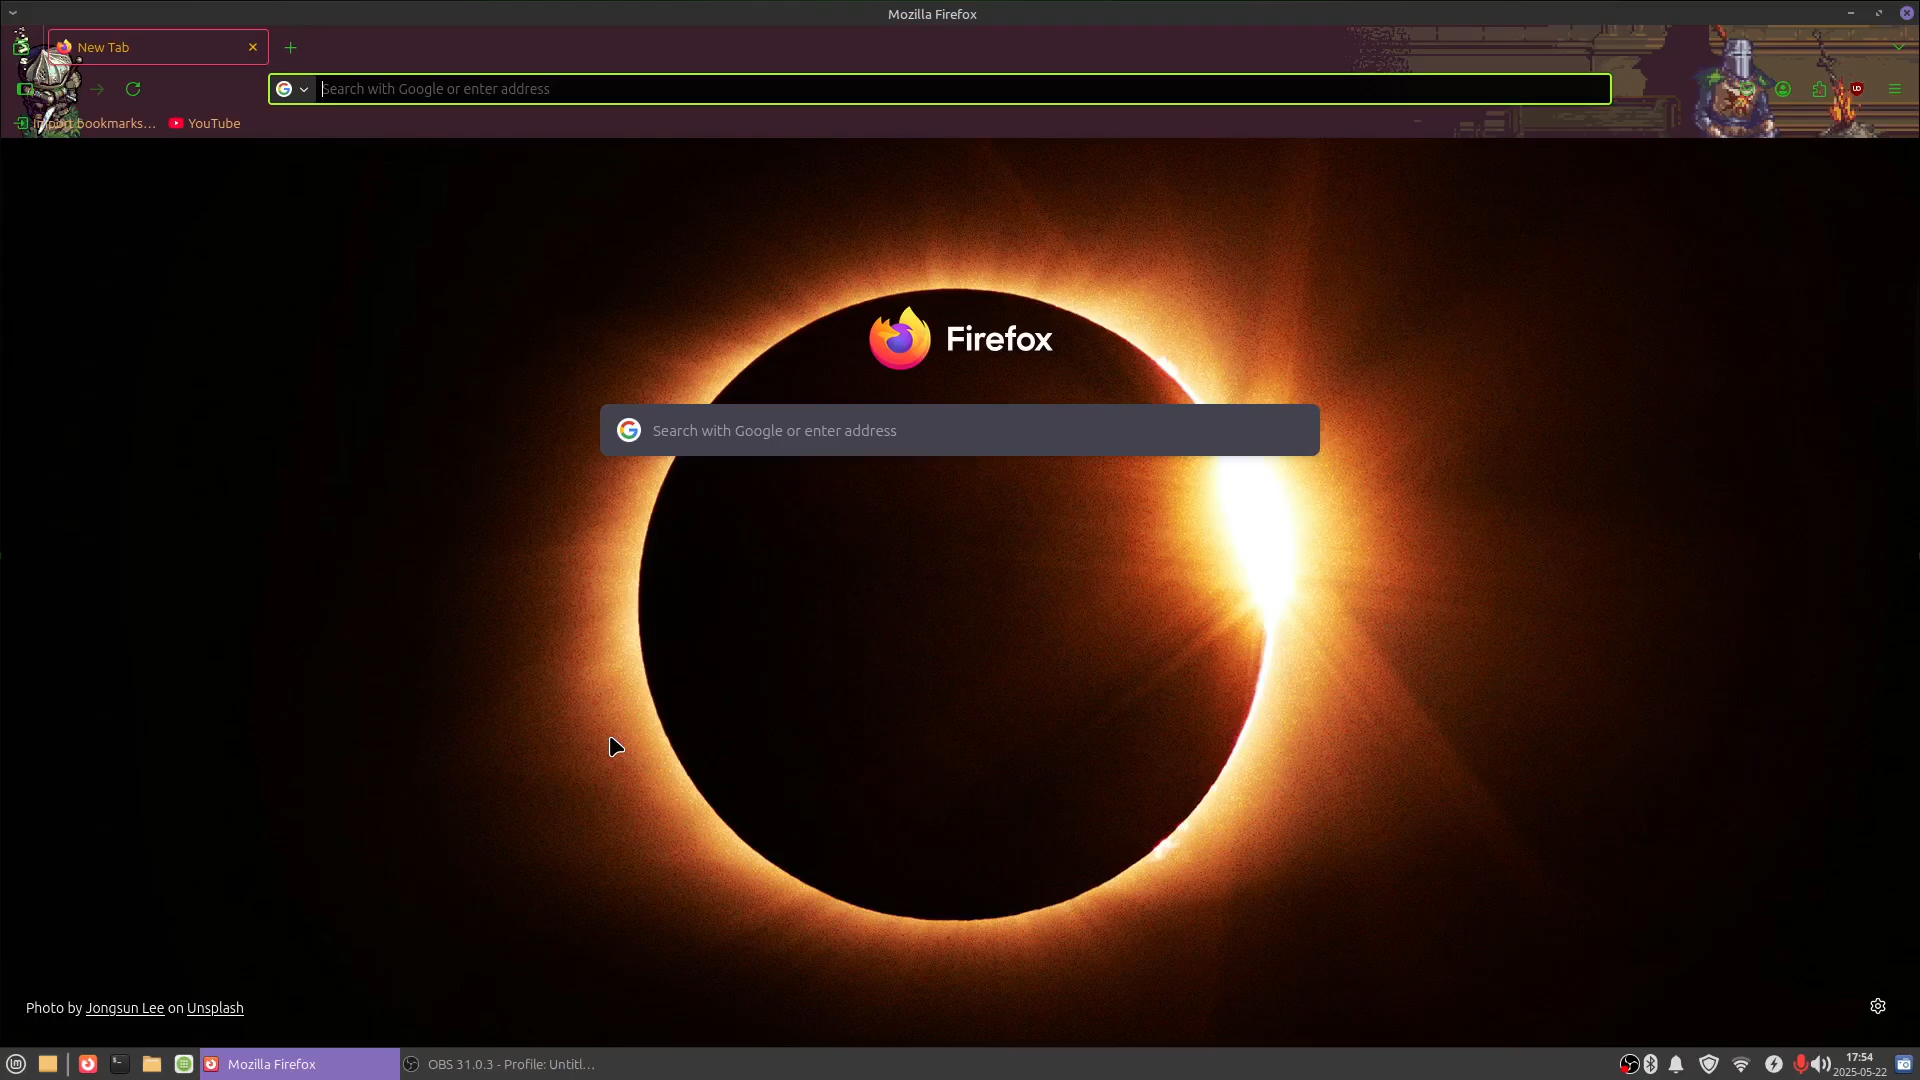 Mozilla Firefox
New Tab
Search with Google or enter address
Import bookmarks...
YouTube
Firefox
Search with Google or enter address
Photo by Jongsun Lee on Unsplash
Mozilla Firefox
OBS 31.0.3 - Profile: Untitl...
17:54
2025-05-22